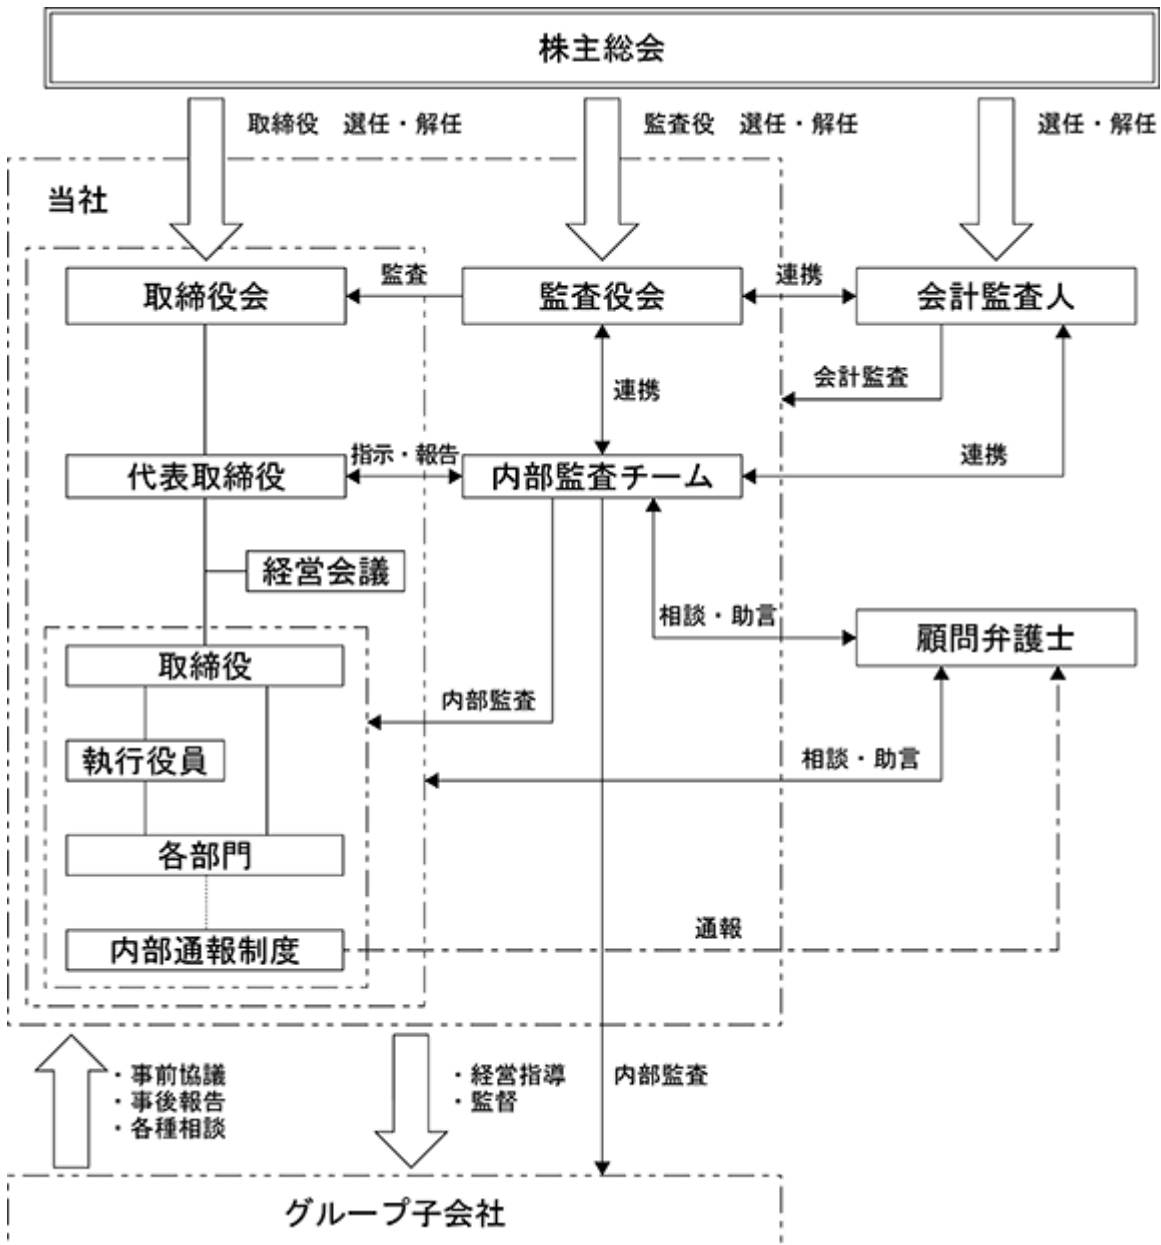 株主総会
取締役 選任・解任
監査役 選任・解任
選任・解任
当社
取締役会
監査
監査役会
連携
会計監査人
連携
会計監査
代表取締役
指示・報告
内部監査チーム
連携
経営会議
相談・助言
顧問弁護士
取締役
内部監査
執行役員
相談・助言
各部門
内部通報制度
通報
・事前協議
・事後報告
・各種相談
・経営指導
・監督
内部監査
グループ子会社